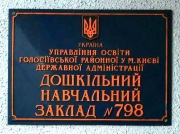 УКРАЇНА
УПРАВЛІННЯ ОСВІТИ
ГОЛОСІЇВСЬКОЇ РАЙОННОЇ У М.КИЄВІ
ДЕРЖАВНОЇ АДМІНІСТРАЦІЇ
ДОШКІЛЬНИЙ
НАВЧАЛЬНИЙ
ЗАКЛАД №798